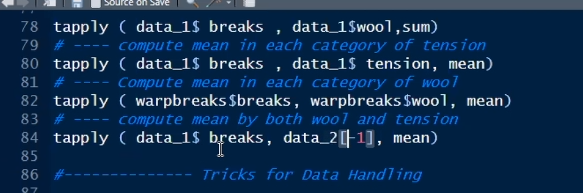 Source on Save
78 tapply ( data_1$ breaks , data_1$wool,sum)
79 # ---- compute mean in each category of tension
80 tapply ( data_1$ breaks , data_1$ tension, mean)
81 # ---- Compute mean in each category of wool
82 tapply ( warpbreaks$breaks, warpbreaks$wool, mean)
83 # ---- compute mean by both wool and tension
84 tapply ( data_1$ breaks, data_2[-1], mean)
85
86 #-------------- Tricks for Data Handling